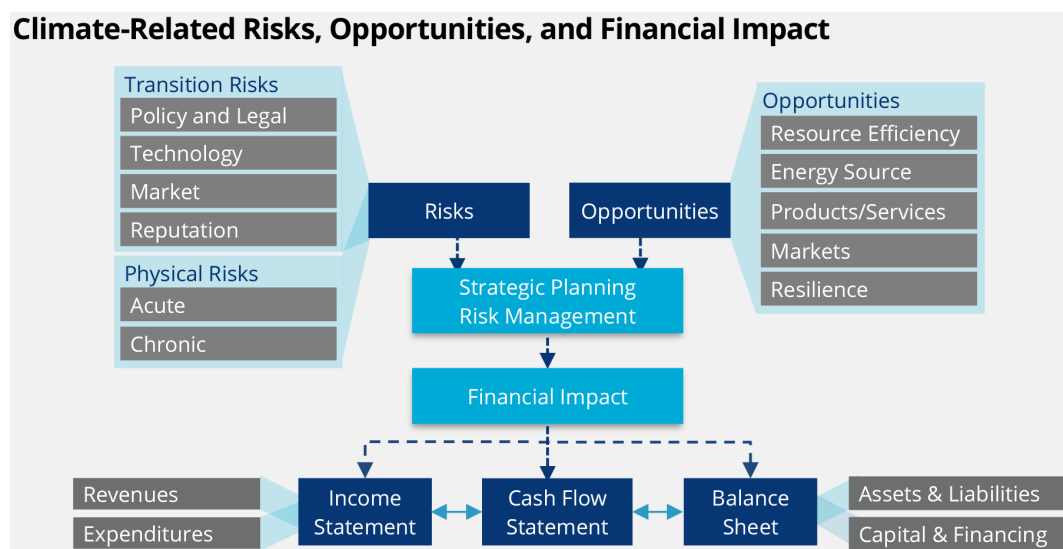 Climate-Related Risks, Opportunities, and Financial Impact
Transition Risks
Policy and Legal
Technology
Market
Reputation
Physical Risks
Acute
Chronic
Risks
Opportunities
Opportunities
Resource Efficiency
Energy Source
Products/Services
Markets
Resilience
Strategic Planning
Risk Management
Financial Impact
Revenues
Expenditures
Income
Statement
Cash Flow
Statement
Balance
Sheet
Assets & Liabilities
Capital & Financing